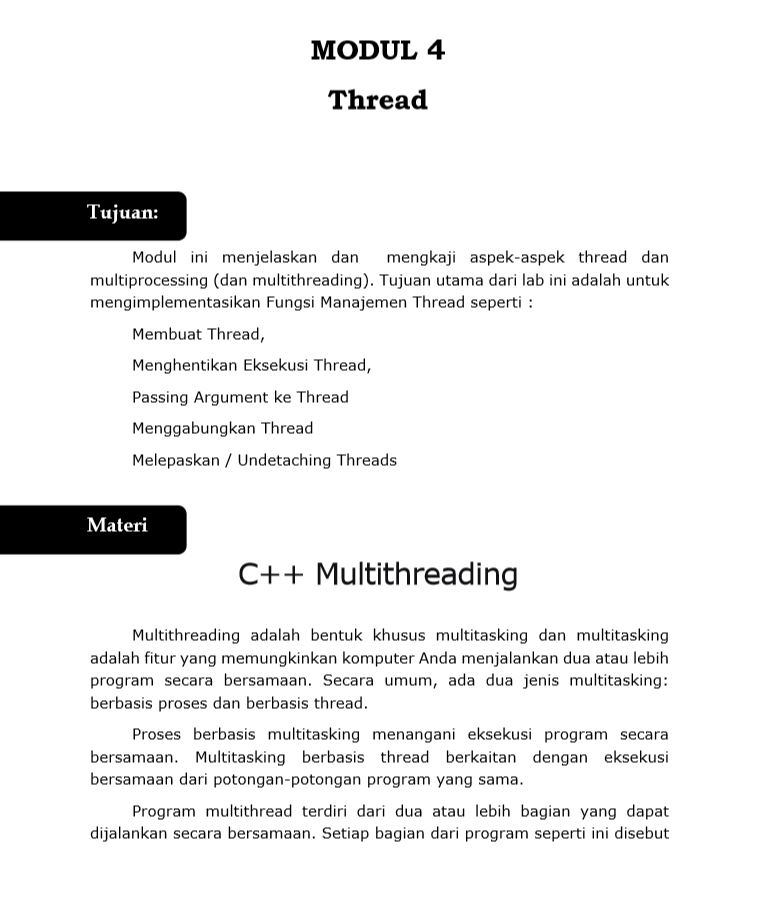 MODUL 4
Thread
Tujuan:
Modul ini menjelaskan dan mengkaji aspek-aspek thread dan
multiprocessing (dan multithreading). Tujuan utama dari lab ini adalah untuk
mengimplementasikan Fungsi Manajemen Thread seperti :
Membuat Thread,
Menghentikan Eksekusi Thread,
Passing Argument ke Thread
Menggabungkan Thread
Melepaskan / Undetaching Threads
Materi
C++ Multithreading
Multithreading adalah bentuk khusus multitasking dan multitasking
adalah fitur yang memungkinkan komputer Anda menjalankan dua atau lebih
program secara bersamaan. Secara umum, ada dua jenis multitasking:
berbasis proses dan berbasis thread.
Proses berbasis multitasking menangani eksekusi program secara
bersamaan. Multitasking berbasis thread berkaitan dengan eksekusi
bersamaan dari potongan-potongan program yang sama.
Program multithread terdiri dari dua atau lebih bagian yang dapat
dijalankan secara bersamaan. Setiap bagian dari program seperti ini disebut